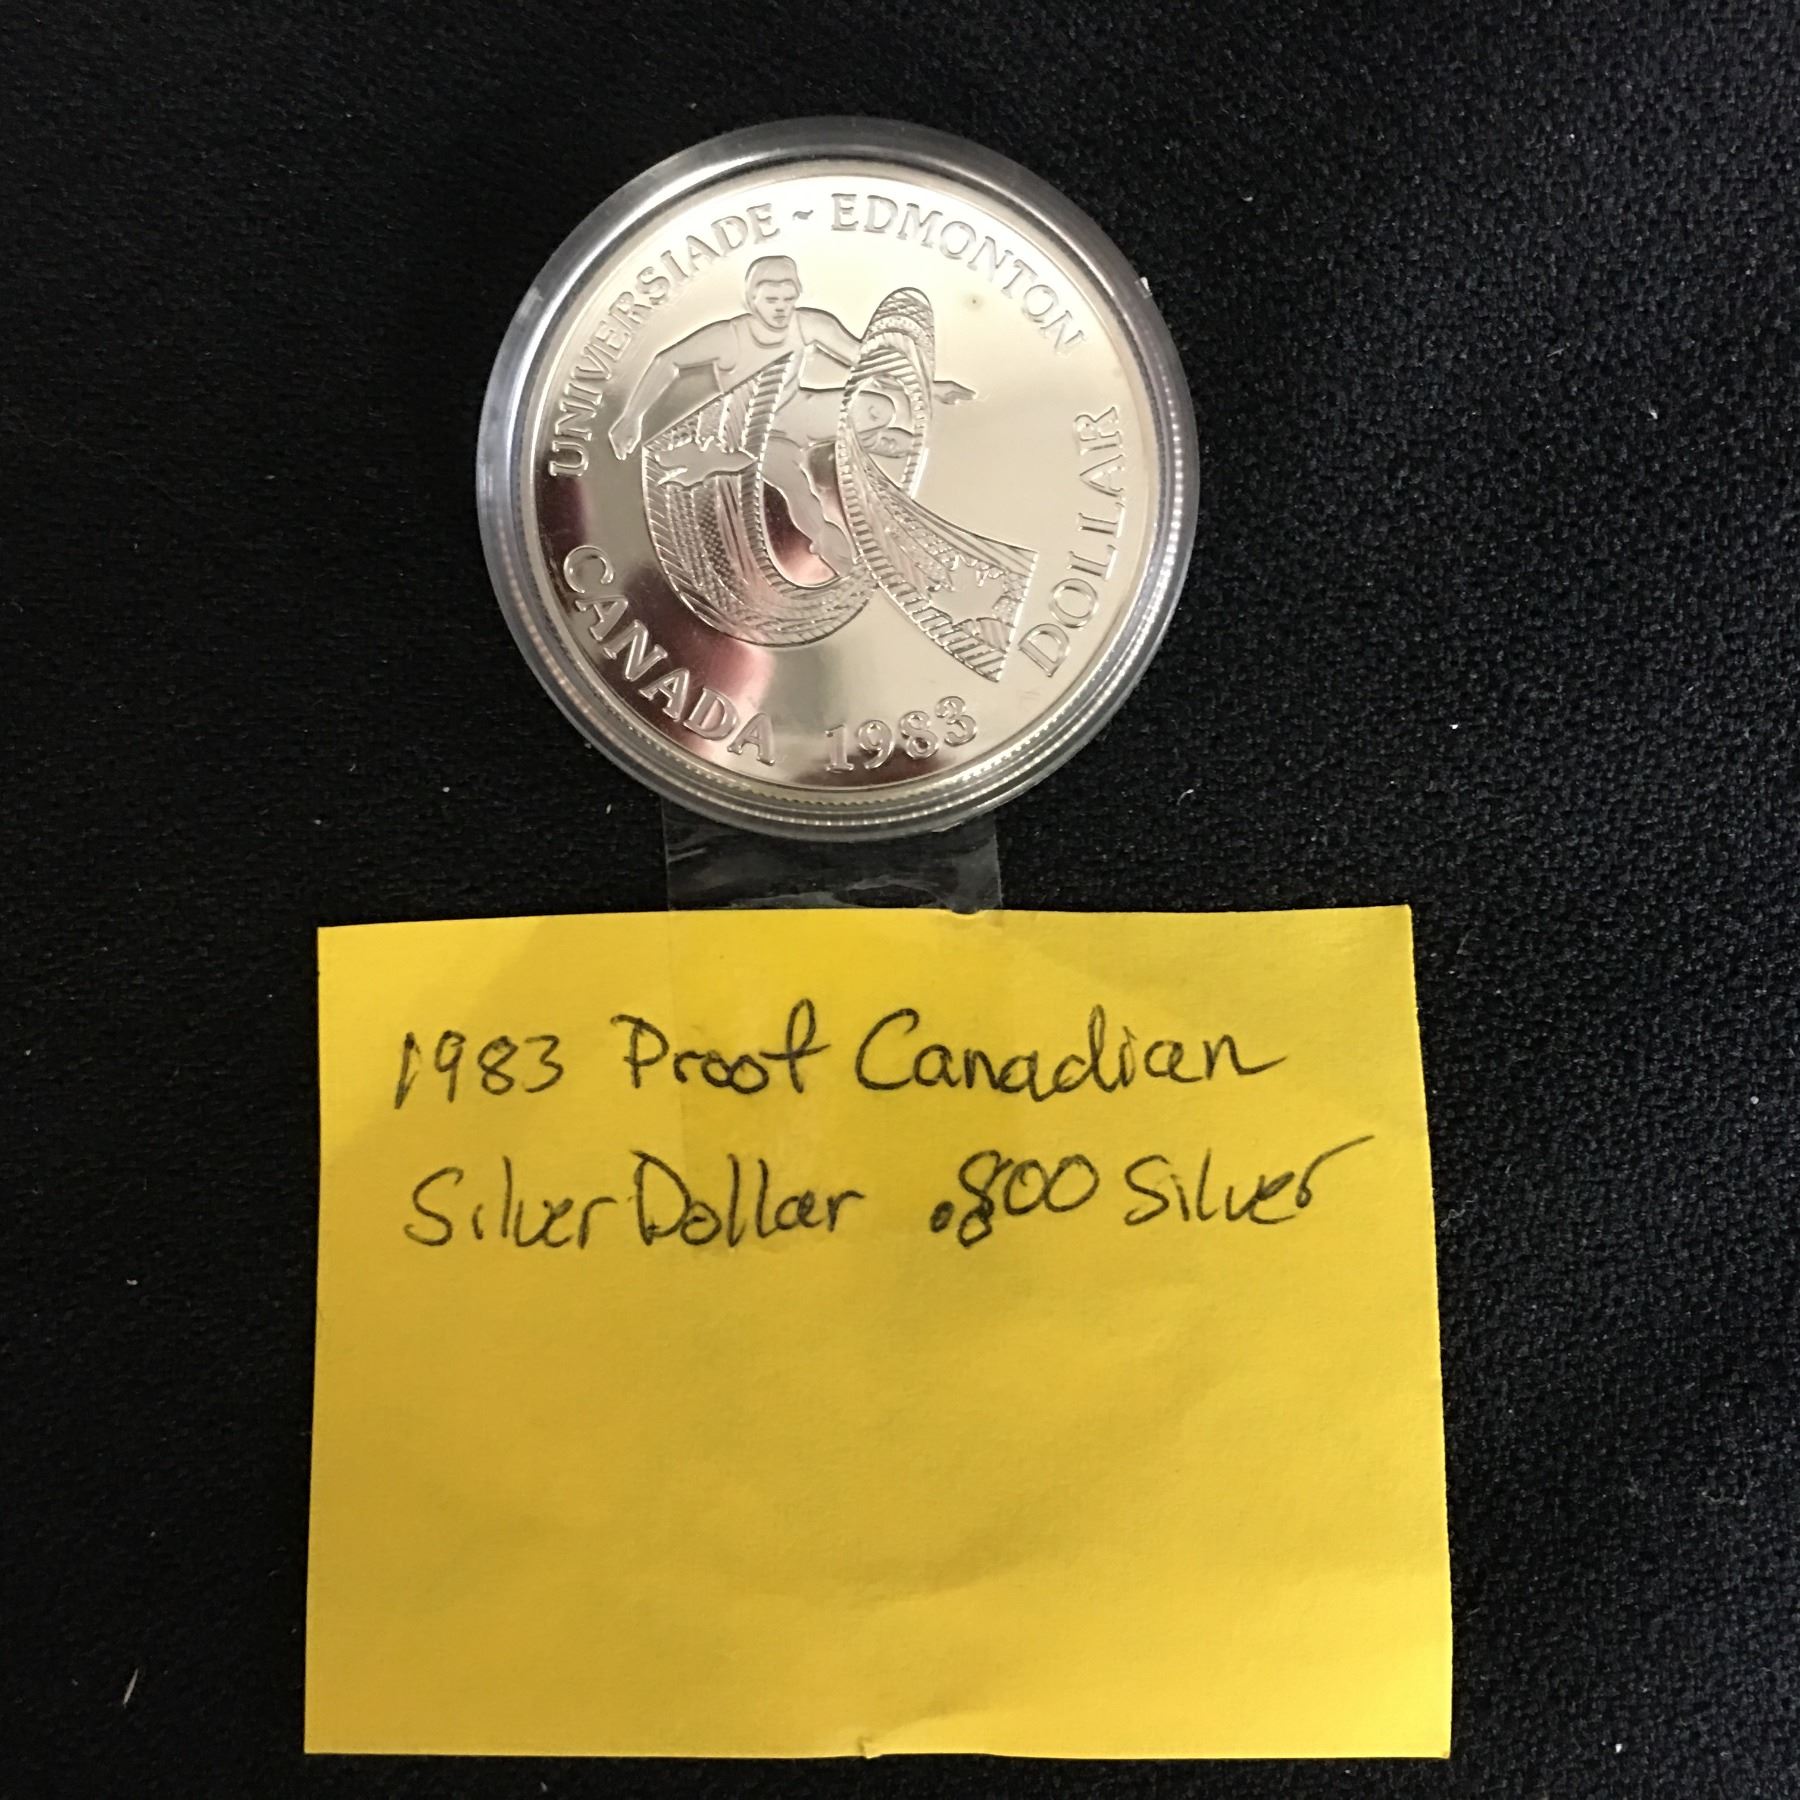 UNIVERSIADE ~ EDMONTON
CANADA 1983 DOLLAR
1983 Proof Canadian
Silver Dollar .800 Silver